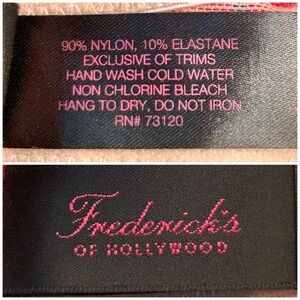 90% NYLON, 10% ELASTANE
EXCLUSIVE OF TRIMS
HAND WASH COLD WATER
NON CHLORINE BLEACH
HANG TO DRY, DO NOT IRON
RN# 73120
Frederick's
OF HOLLYWOOD